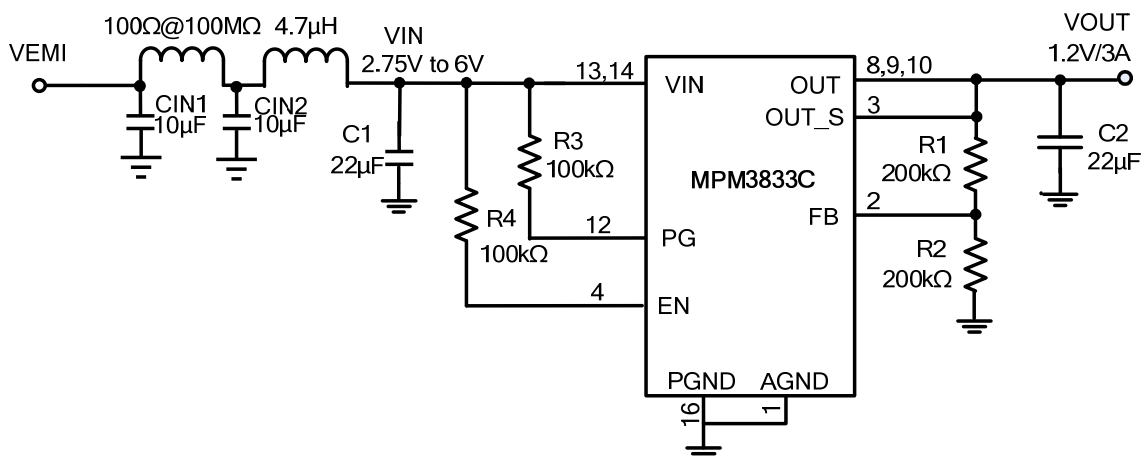 100Ω@100MΩ 4.7µH
VEMI
VIN
2.75V to 6V
VOUT
1.2V/3A
CIN1
10µF
CIN2
10µF
C1
22µF
R3
100kΩ
R4
100kΩ
13,14
12
4
VIN
PG
EN
MPM3833C
OUT
OUT_S
FB
PGND AGND
16
1
8,9,10
3
2
R1
200kΩ
R2
200kΩ
C2
22µF